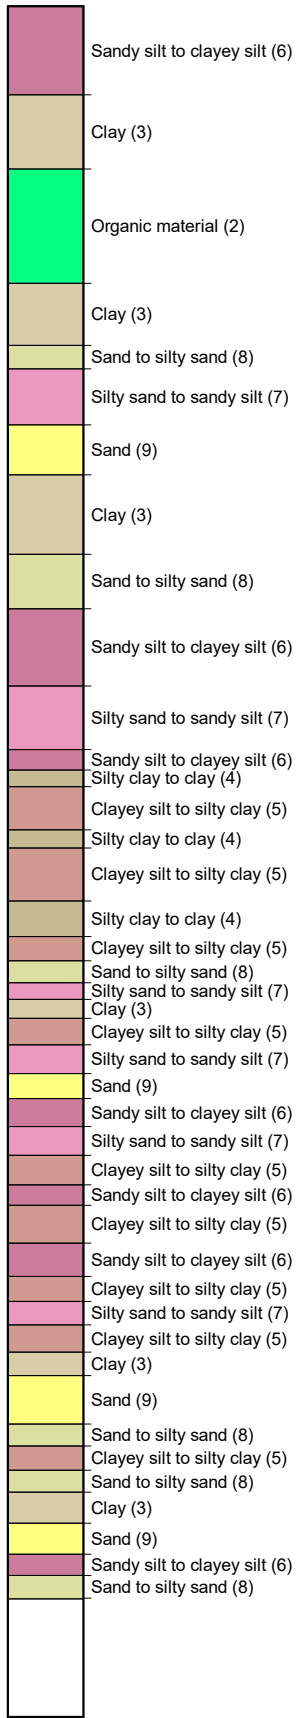 Sandy silt to clayey silt (6)
Clay (3)
Organic material (2)
Clay (3)
Sand to silty sand (8)
Silty sand to sandy silt (7)
Sand (9)
Clay (3)
Sand to silty sand (8)
Sandy silt to clayey silt (6)
Silty sand to sandy silt (7)
Sandy silt to clayey silt (6)
Silty clay to clay (4)
Clayey silt to silty clay (5)
Silty clay to clay (4)
Clayey silt to silty clay (5)
Silty clay to clay (4)
Clayey silt to silty clay (5)
Sand to silty sand (8)
Silty sand to sandy silt (7)
Clay (3)
Clayey silt to silty clay (5)
Silty sand to sandy silt (7)
Sand (9)
Sandy silt to clayey silt (6)
Silty sand to sandy silt (7)
Clayey silt to silty clay (5)
Sandy silt to clayey silt (6)
Clayey silt to silty clay (5)
Sandy silt to clayey silt (6)
Clayey silt to silty clay (5)
Silty sand to sandy silt (7)
Clayey silt to silty clay (5)
Clay (3)
Sand (9)
Sand to silty sand (8)
Clayey silt to silty clay (5)
Sand to silty sand (8)
Clay (3)
Sand (9)
Sandy silt to clayey silt (6)
Sand to silty sand (8)